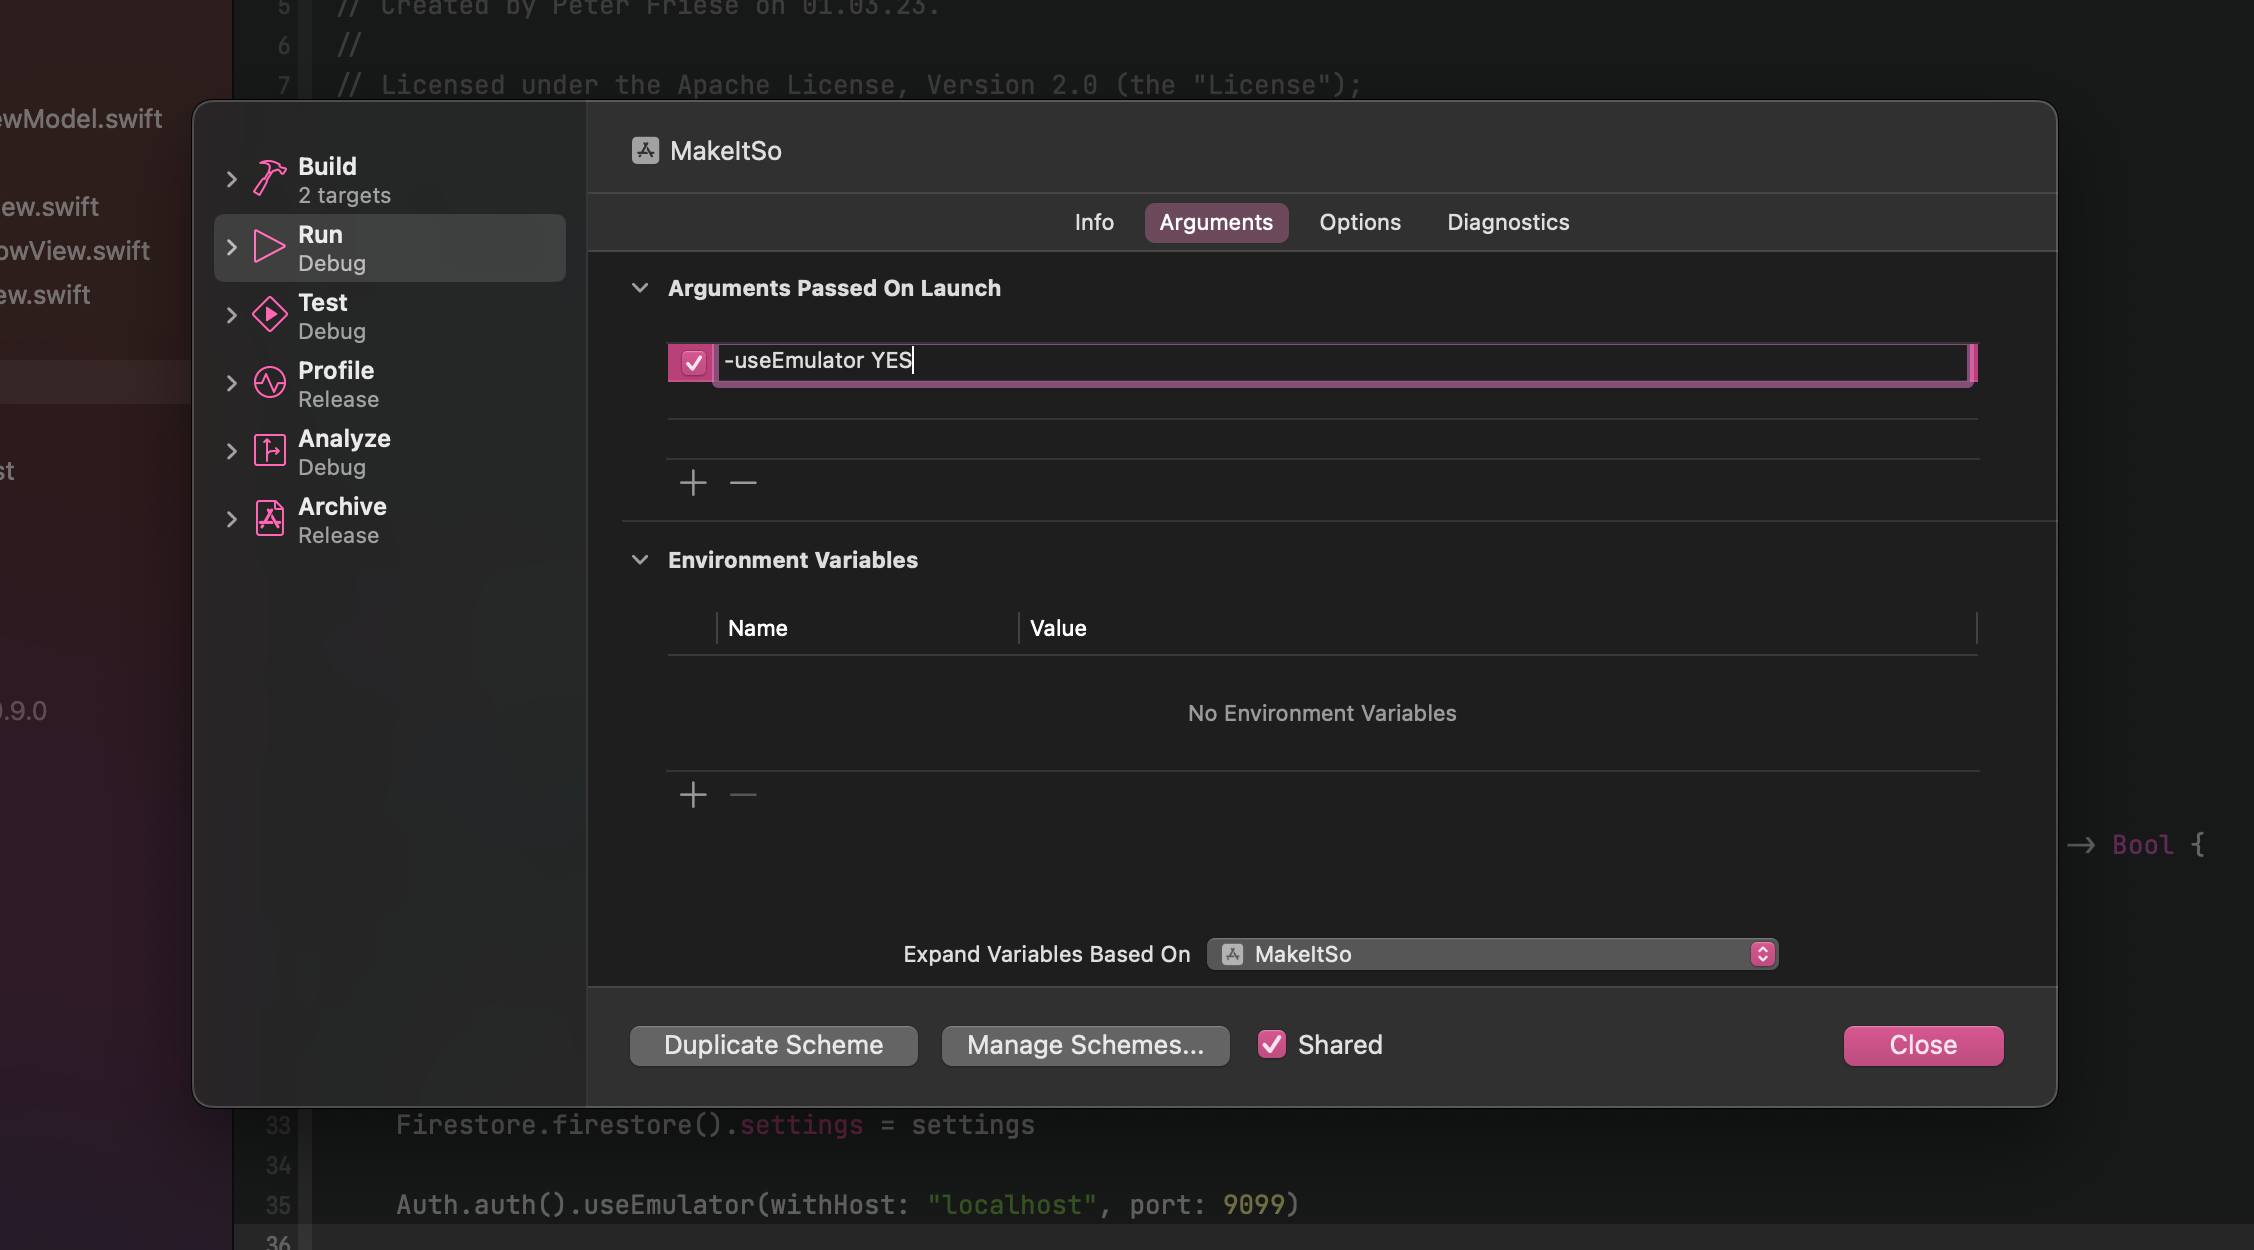 5 // Created by Peter Friese on 01.03.23.
6 //
7 // Licensed under the Apache License, Version 2.0 (the "License");
ewModel.swift
ew.swift
owView.swift
ew.swift
st
.9.0
Build
2 targets
Run
Debug
Test
Debug
Profile
Release
Analyze
Debug
Archive
Release
MakeItSo
Info Arguments Options Diagnostics
Arguments Passed On Launch
-useEmulator YES
Environment Variables
Name Value
No Environment Variables
Expand Variables Based On MakeItSo
Duplicate Scheme Manage Schemes... Shared Close
-> Bool {
33 Firestore.firestore().settings = settings
34
35 Auth.auth().useEmulator(withHost: "localhost", port: 9099)
36